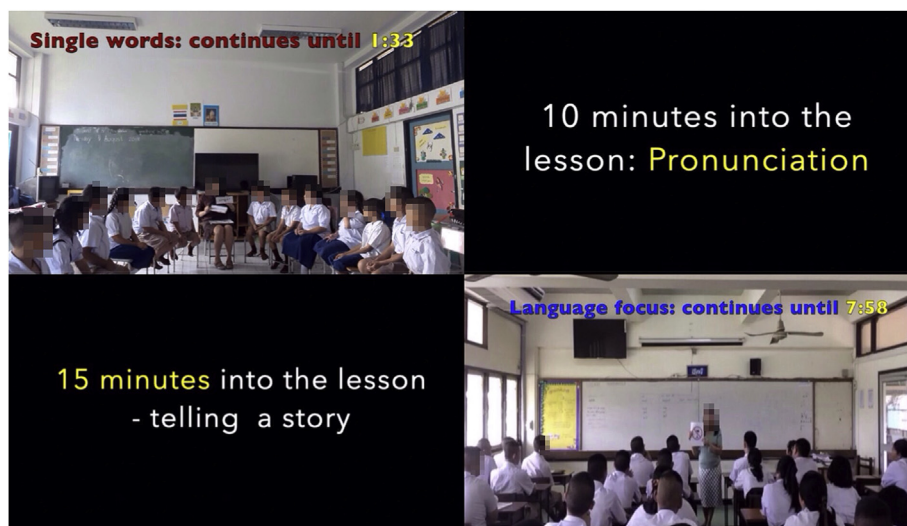 Single words: continues until 1:33
10 minutes into the
lesson: Pronunciation
15 minutes into the lesson
- telling  a story
Language focus: continues until 7:58